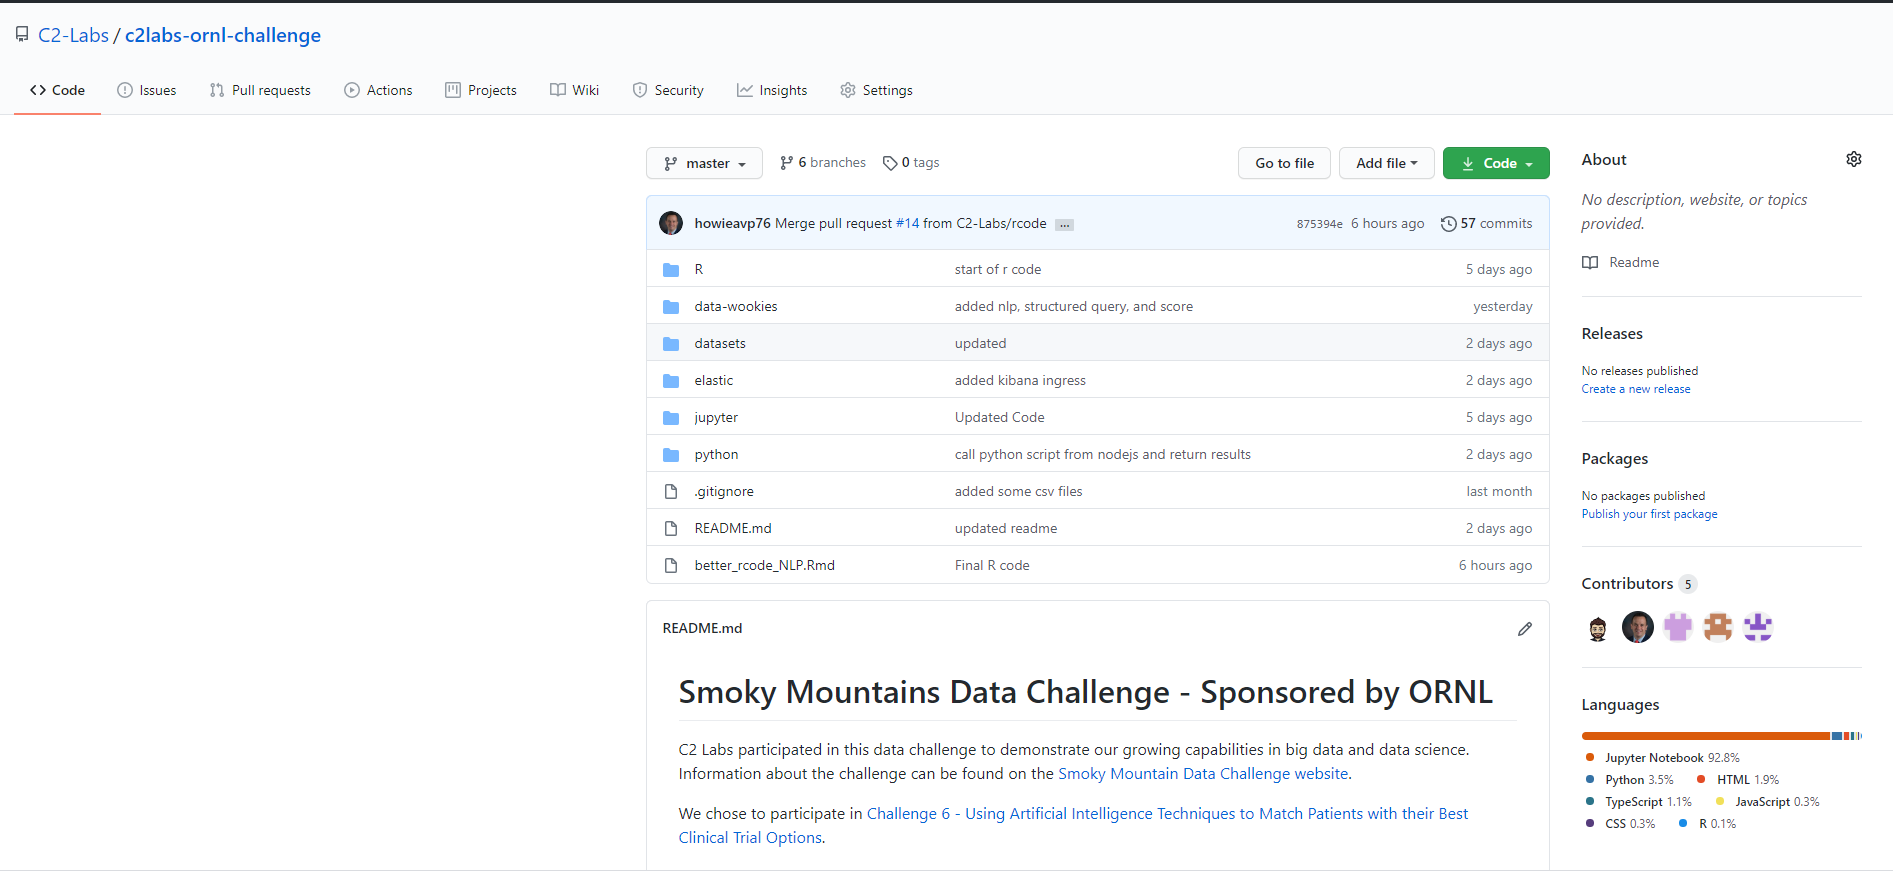 C2-Labs / c2labs-ornl-challenge
Code Issues Pull requests Actions Projects Wiki Security Insights Settings
master 6 branches 0 tags Go to file Add file Code
howieavp76 Merge pull request #14 from C2-Labs/rcode ... 875394e 6 hours ago 57 commits
R start of r code 5 days ago
data-wookies added nlp, structured query, and score yesterday
datasets updated 2 days ago
elastic added kibana ingress 2 days ago
jupyter Updated Code 5 days ago
python call python script from nodejs and return results 2 days ago
.gitignore added some csv files last month
README.md updated readme 2 days ago
better_rcode_NLP.Rmd Final R code 6 hours ago
README.md
Smoky Mountains Data Challenge - Sponsored by ORNL
C2 Labs participated in this data challenge to demonstrate our growing capabilities in big data and data science.
Information about the challenge can be found on the Smoky Mountain Data Challenge website.
We chose to participate in Challenge 6 - Using Artificial Intelligence Techniques to Match Patients with their Best
Clinical Trial Options.
About
No description, website, or topics
provided.
Readme
Releases
No releases published
Create a new release
Packages
No packages published
Publish your first package
Contributors 5
Languages
Jupyter Notebook 92.8%
Python 3.5% HTML 1.9%
TypeScript 1.1% JavaScript 0.3%
CSS 0.3% R 0.1%